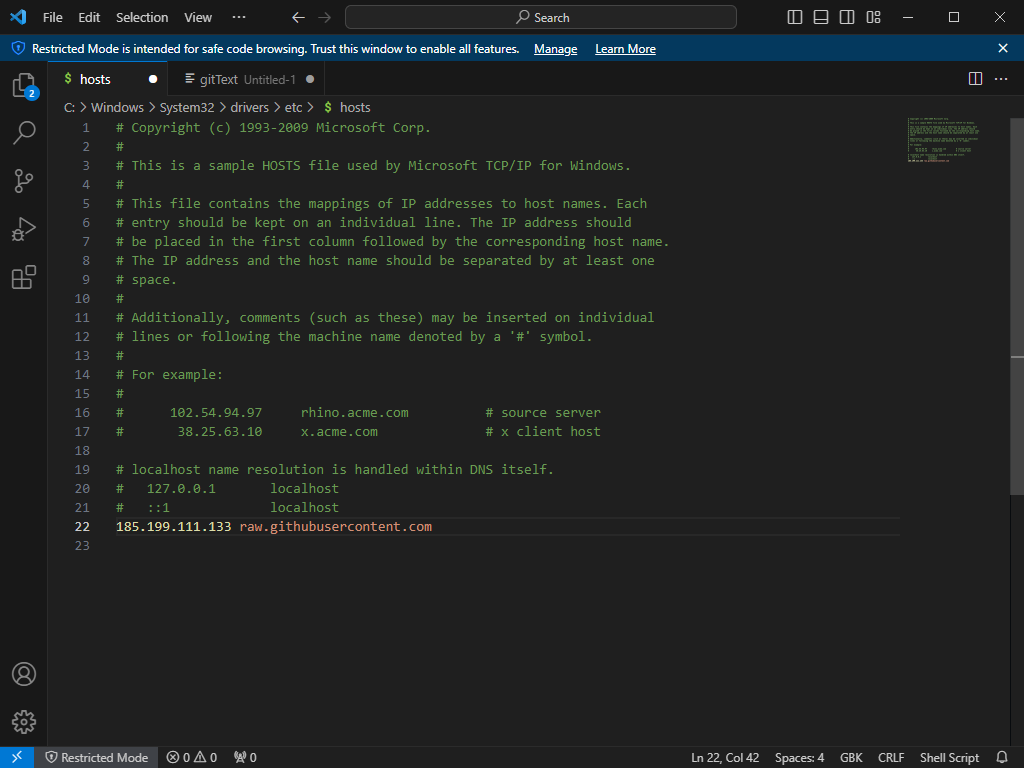 File Edit Selection View ··· Search
Restricted Mode is intended for safe code browsing. Trust this window to enable all features. Manage Learn More
$ hosts gitText Untitled-1
2
C: > Windows > System32 > drivers > etc > $ hosts
1 # Copyright (c) 1993-2009 Microsoft Corp.
2 #
3 # This is a sample HOSTS file used by Microsoft TCP/IP for Windows.
4 #
5 # This file contains the mappings of IP addresses to host names. Each
6 # entry should be kept on an individual line. The IP address should
7 # be placed in the first column followed by the corresponding host name.
8 # The IP address and the host name should be separated by at least one
9 # space.
10 #
11 # Additionally, comments (such as these) may be inserted on individual
12 # lines or following the machine name denoted by a '#' symbol.
13 #
14 # For example:
15 #
16 #      102.54.94.97     rhino.acme.com          # source server
17 #       38.25.63.10     x.acme.com              # x client host
18
19 # localhost name resolution is handled within DNS itself.
20 #   127.0.0.1       localhost
21 #   ::1             localhost
22 185.199.111.133 raw.githubusercontent.com
23
Restricted Mode 0 0 0 Ln 22, Col 42 Spaces: 4 GBK CRLF Shell Script